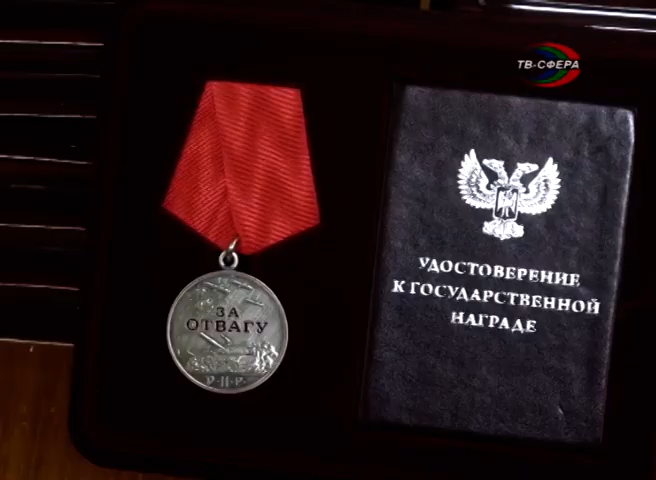 ТВ-СФЕРА
ЗА
ОТВАГУ
УДОСТОВЕРЕНИЕ
К ГОСУДАРСТВЕННОЙ
НАГРАДЕ